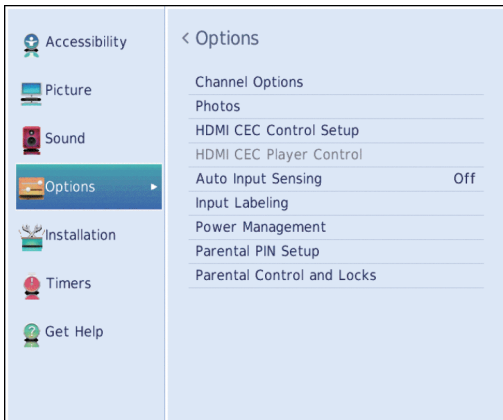 Accessibility
Picture
Sound
Options
Installation
Timers
Get Help
< Options
Channel Options
Photos
HDMI CEC Control Setup
HDMI CEC Player Control
Auto Input Sensing Off
Input Labeling
Power Management
Parental PIN Setup
Parental Control and Locks